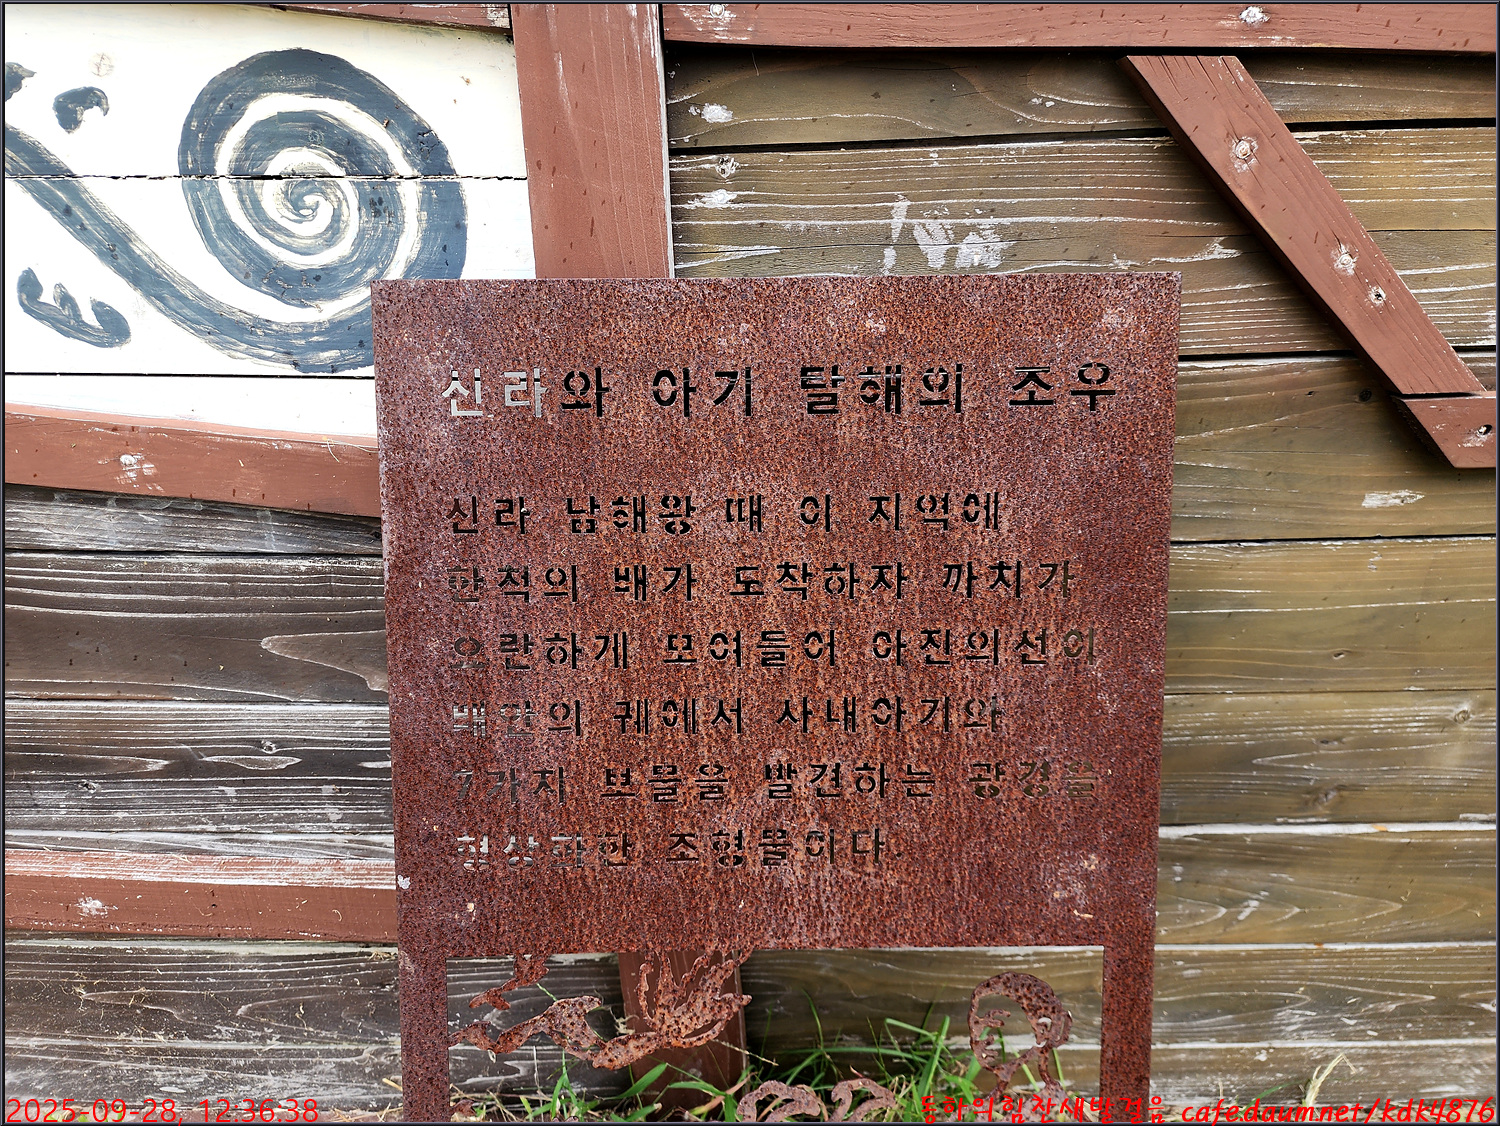 신라와 아기 탈해의 조우
신라 남해왕 때 이 지역에
한척의 배가 도착하자 까치가
요란하게 모여들어 아진의선이
배안의 궤에서 사내아기와
7가지 보물을 발견하는 광경을
형상화한 조형물이다.
2025-09-28, 12:36:38
동하의힘찬새발걸음 cafe.daum.net/kdk4876